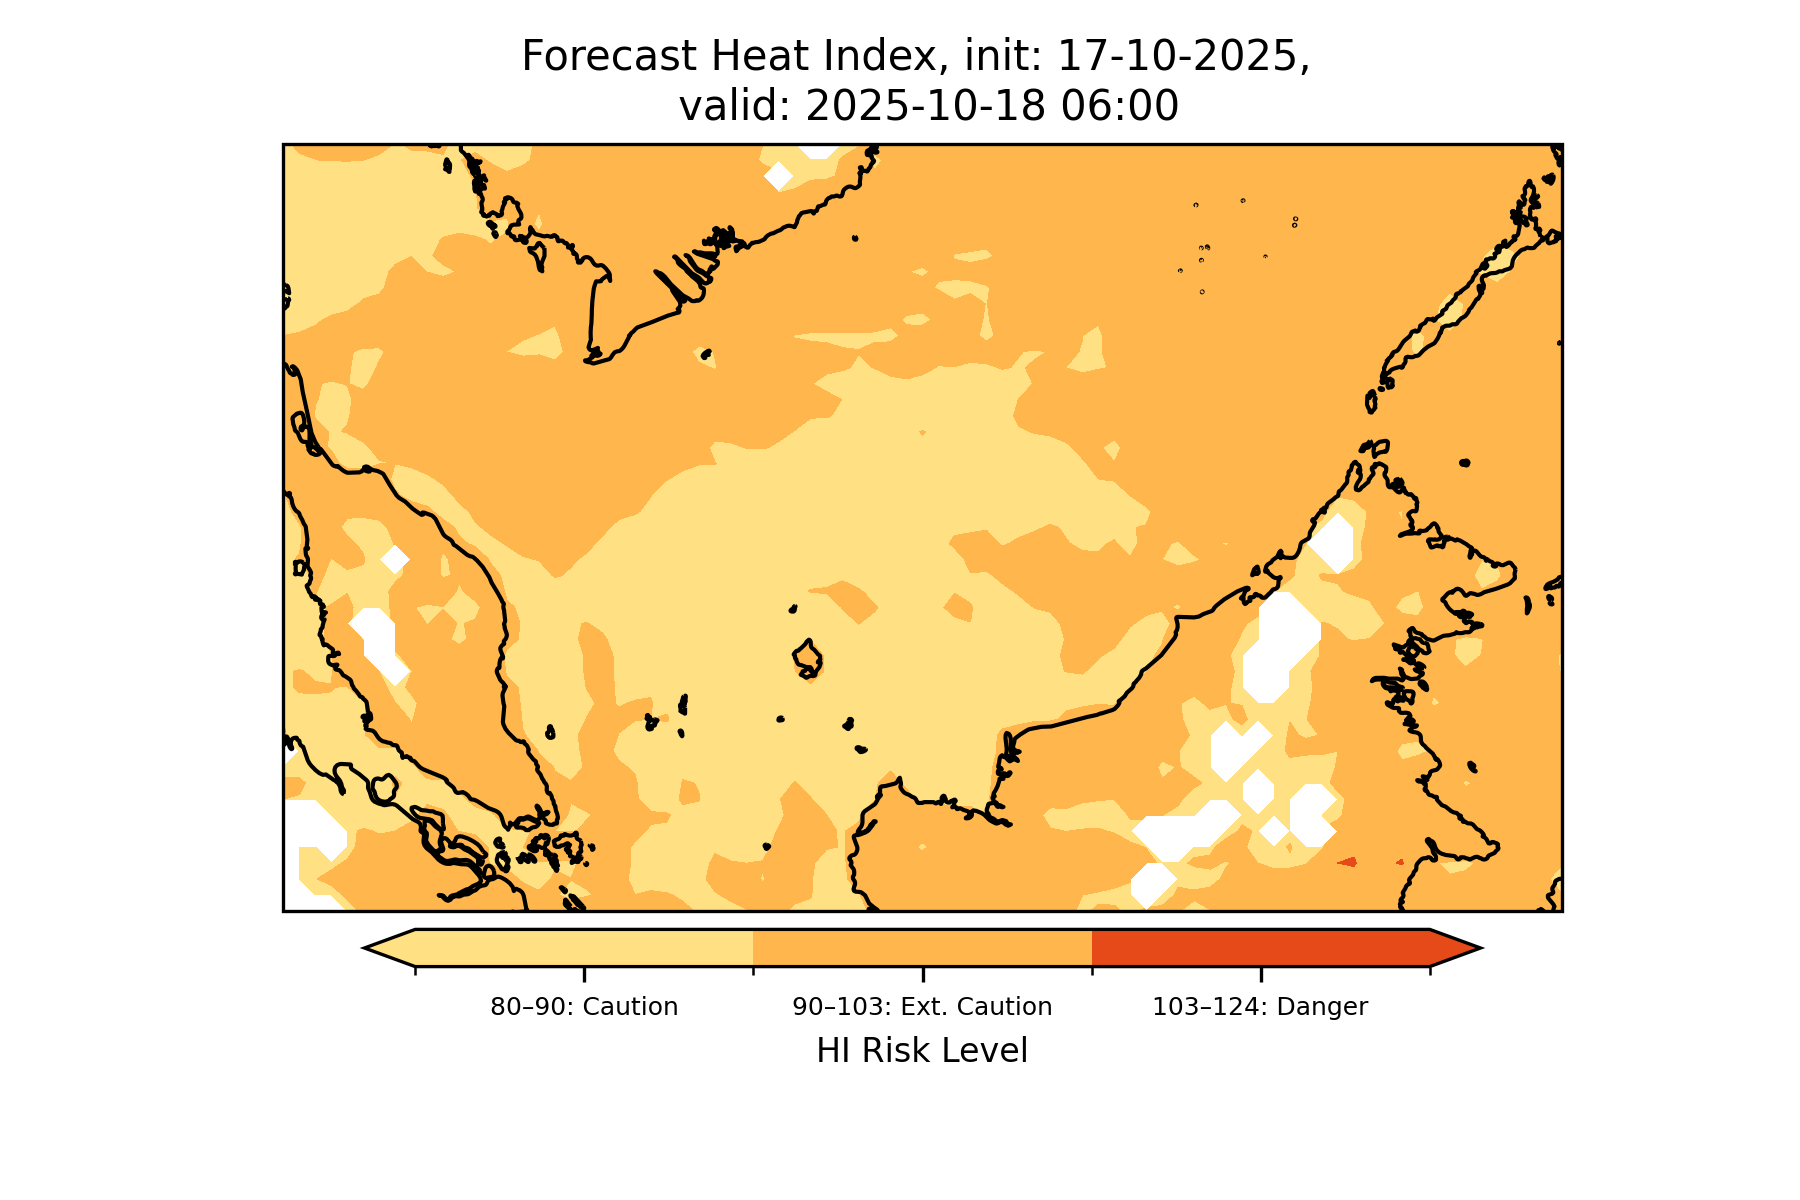 Forecast Heat Index, init: 17-10-2025,
valid: 2025-10-18 06:00
80–90: Caution
90–103: Ext. Caution
103–124: Danger
HI Risk Level